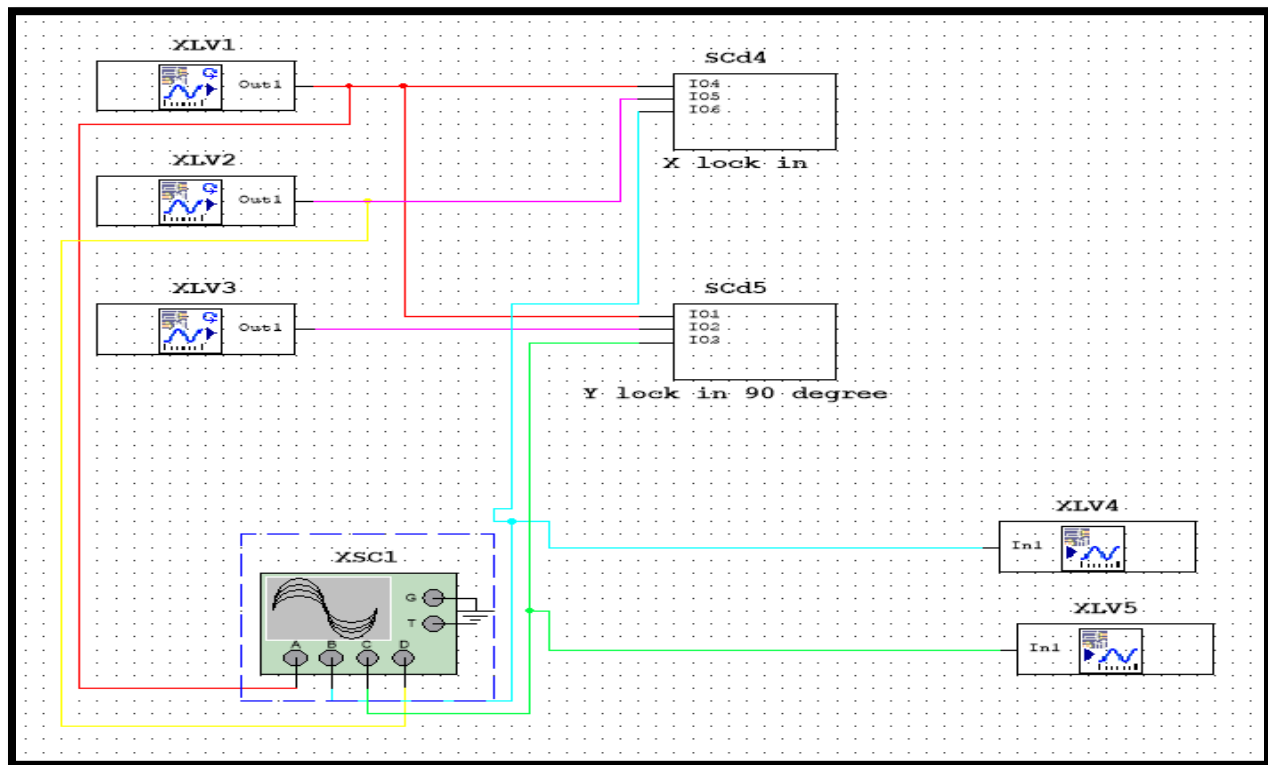 XLV1
Out1
SCd4
IO4
IO5
IO6
X lock in
XLV2
Out1
XLV3
Out1
SCd5
IO1
IO2
IO3
Y lock in 90 degree
XLV4
In1
XSC1
G
T
A B C D
XLV5
In1